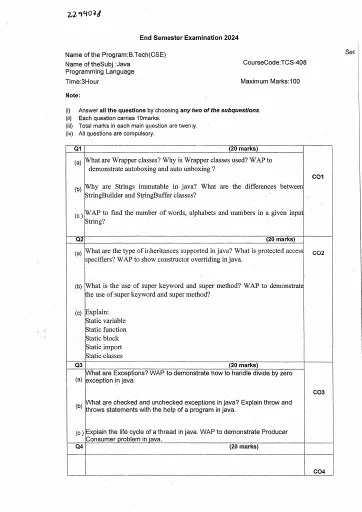 2294028
End Semester Examination 2024
Set
Name of the Program:B.Tech(CSE)
Name of theSubj :Java CourseCode:TCS-408
Programming Language
Time:3Hour Maximum Marks:100
Note:
(i) Answer all the questions by choosing any two of the subquestions.
(ii) Each question carries 10marks.
(iii) Total marks in each main question are twenty.
(iv) All questions are compulsory.
Q1 (20 marks)
(a) What are Wrapper classes? Why is Wrapper classes used? WAP to
demonstrate autoboxing and auto unboxing ?
CO1
(b) Why are Strings immutable in java? What are the differences between
StringBuilder and StringBuffer classes?
(c ) WAP to find the number of words, alphabets and numbers in a given input
String?
Q2 (20 marks)
(a) What are the type of inheritances supported in java? What is protected access CO2
specifiers? WAP to show constructor overriding in java.
(b) What is the use of super keyword and super method? WAP to demonstrate
the use of super keyword and super method?
(c) Explain:
Static variable
Static function
Static block
Static import
Static classes
Q3 (20 marks)
What are Exceptions? WAP to demonstrate how to handle divide by zero
(a) exception in java.
CO3
(b) What are checked and unchecked exceptions in java? Explain throw and
throws statements with the help of a program in java.
(c ) Explain the life cycle of a thread in java. WAP to demonstrate Producer
Consumer problem in java.
Q4 (20 marks)
CO4